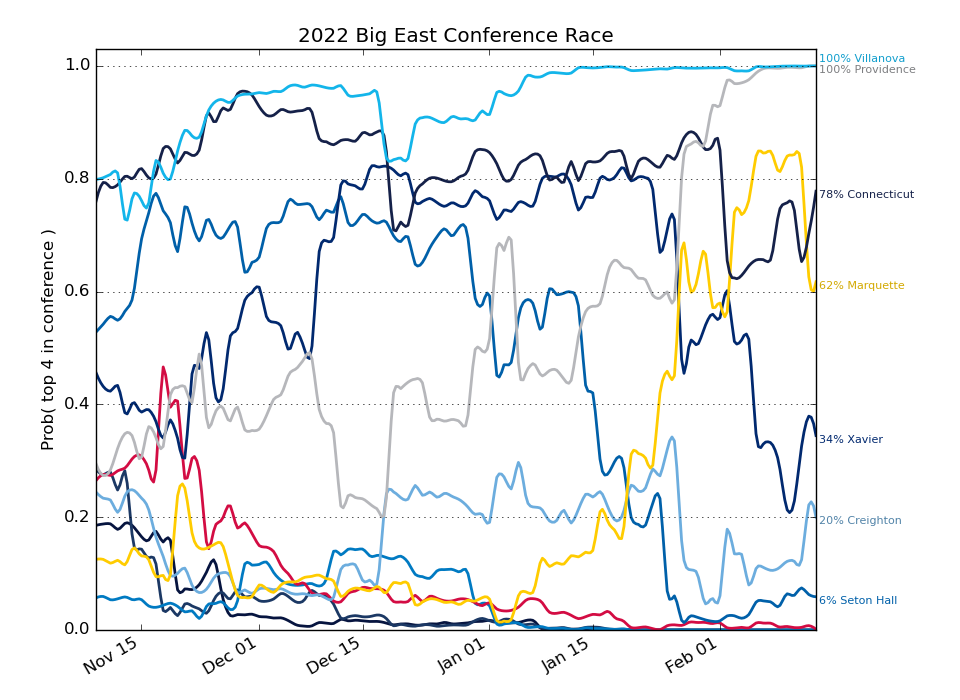 2022 Big East Conference Race
Prob( top 4 in conference )
1.0
0.8
0.6
0.4
0.2
0.0
Nov 15
Dec 01
Dec 15
Jan 01
Jan 15
Feb 01
100% Villanova
100% Providence
78% Connecticut
62% Marquette
34% Xavier
20% Creighton
6% Seton Hall